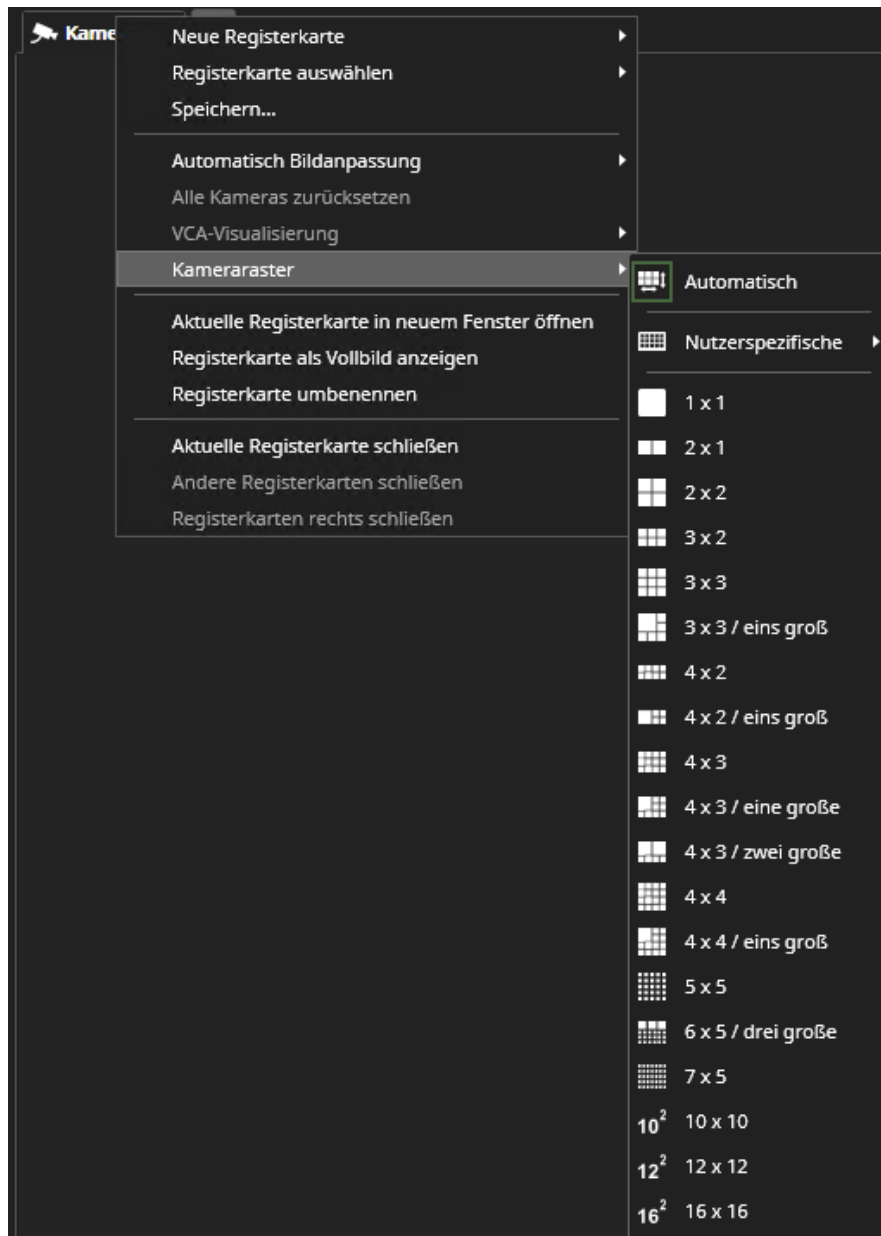 Kame
Neue Registerkarte
Registerkarte auswählen
Speichern...
Automatisch Bildanpassung
Alle Kameras zurücksetzen
VCA-Visualisierung
Kameraraster
Aktuelle Registerkarte in neuem Fenster öffnen
Registerkarte als Vollbild anzeigen
Registerkarte umbenennen
Aktuelle Registerkarte schließen
Andere Registerkarten schließen
Registerkarten rechts schließen
Automatisch
Nutzerspezifische
1 x 1
2 x 1
2 x 2
3 x 2
3 x 3
3 x 3 / eins groß
4 x 2
4 x 2 / eins groß
4 x 3
4 x 3 / eine große
4 x 3 / zwei große
4 x 4
4 x 4 / eins groß
5 x 5
6 x 5 / drei große
7 x 5
10² 10 x 10
12² 12 x 12
16² 16 x 16